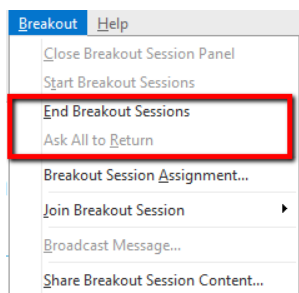 Breakout Help
Close Breakout Session Panel
Start Breakout Sessions
End Breakout Sessions
Ask All to Return
Breakout Session Assignment...
Join Breakout Session
Broadcast Message...
Share Breakout Session Content...